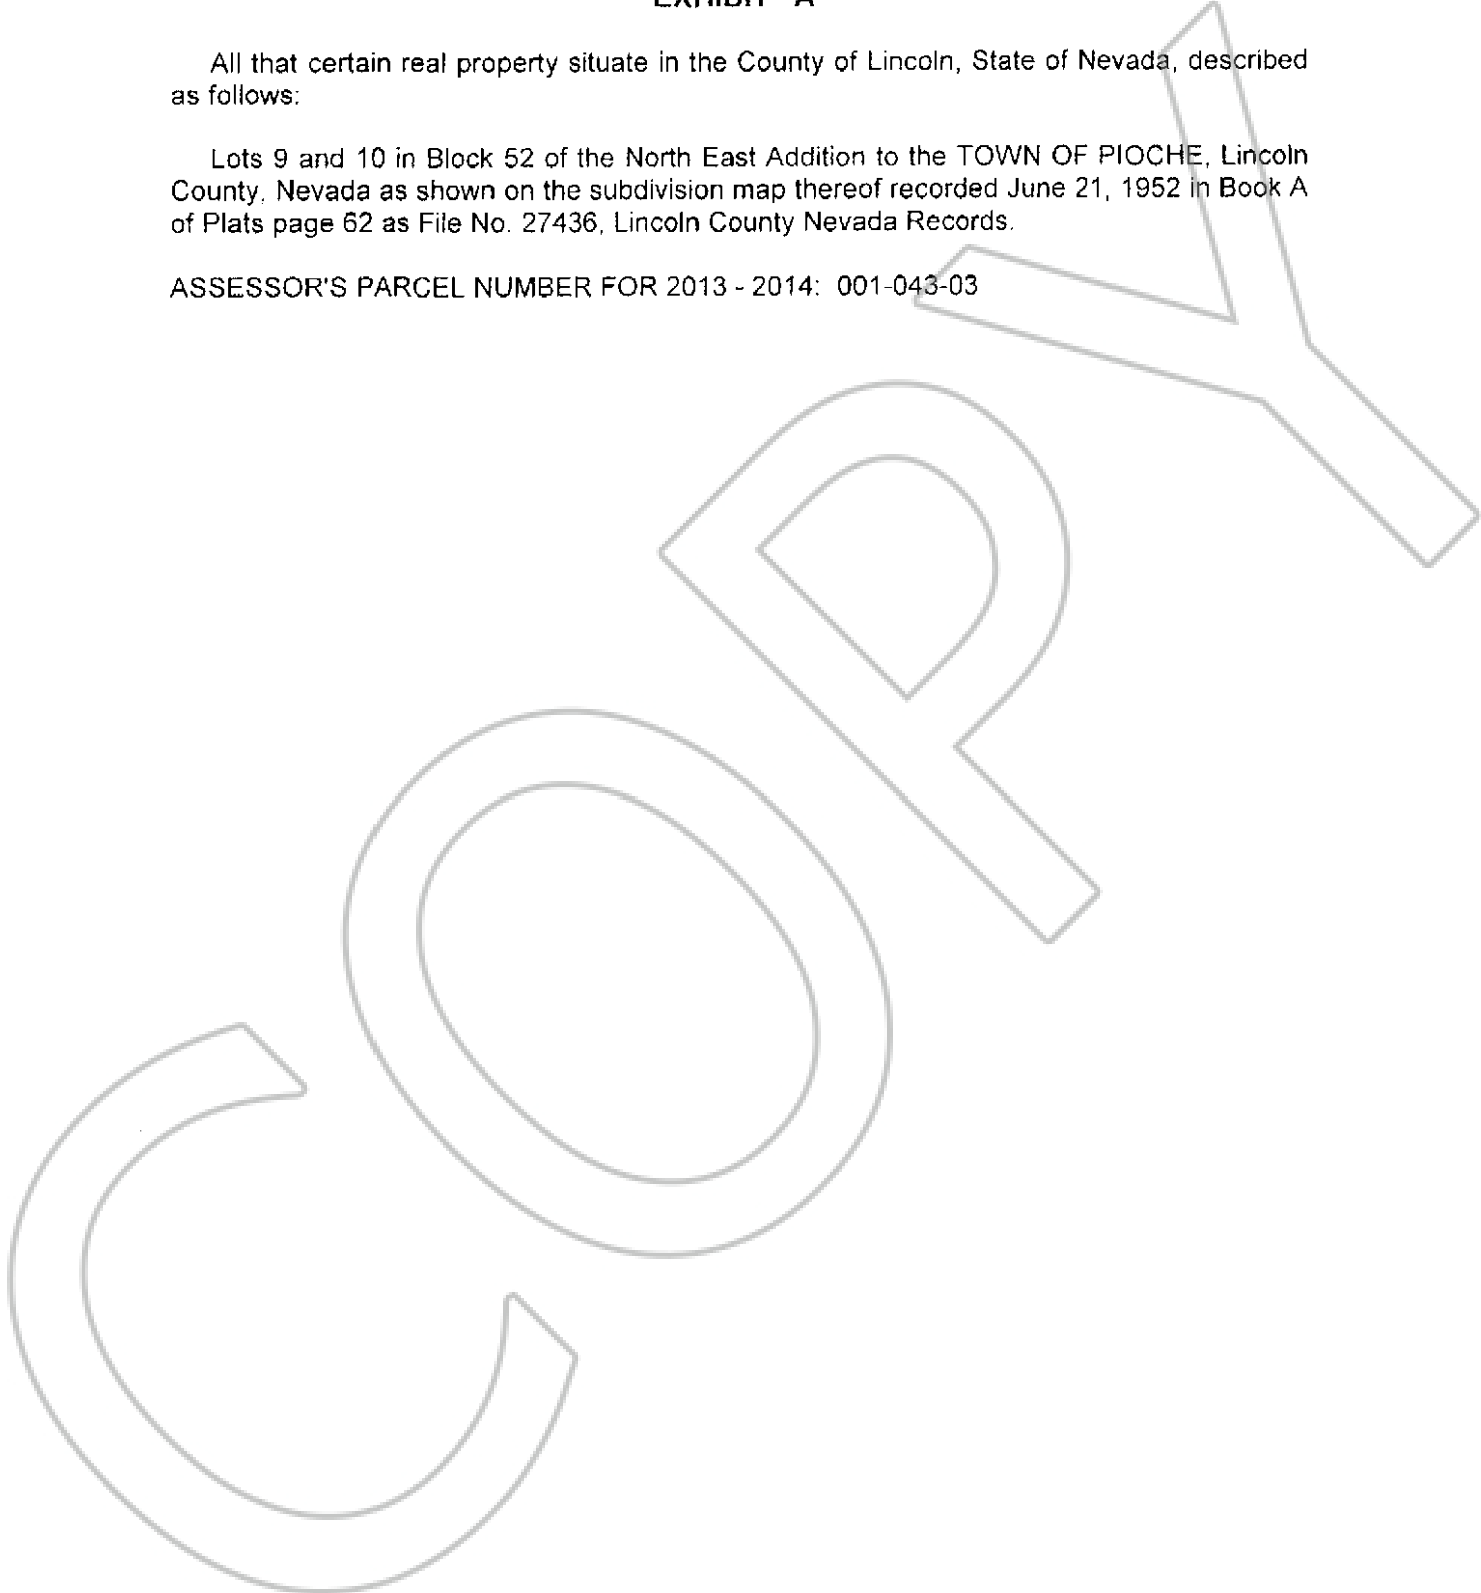 EXHIBIT "A"
All that certain real property situate in the County of Lincoln, State of Nevada, described
as follows:
Lots 9 and 10 in Block 52 of the North East Addition to the TOWN OF PIOCHE, Lincoln
County, Nevada as shown on the subdivision map thereof recorded June 21, 1952 in Book A
of Plats page 62 as File No. 27436, Lincoln County Nevada Records.
ASSESSOR'S PARCEL NUMBER FOR 2013 - 2014: 001-043-03
COPY